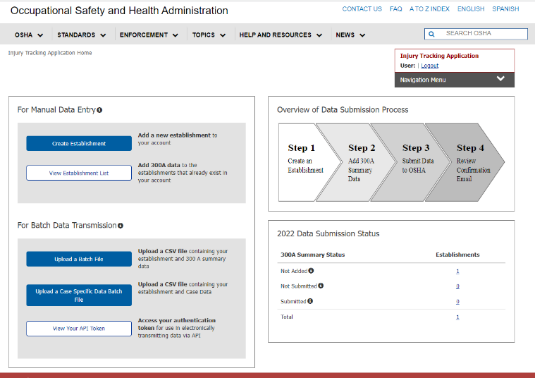 Occupational Safety and Health Administration
CONTACT US FAQ A TO Z INDEX ENGLISH SPANISH
OSHA STANDARDS ENFORCEMENT TOPICS HELP AND RESOURCES NEWS SEARCH OSHA
Injury Tracking Application Home
Injury Tracking Application
User: | Logout
Navigation Menu
For Manual Data Entry
Create Establishment
Add a new establishment to
your account
View Establishment List
Add 300A data to the
establishments that already exist in
your account
For Batch Data Transmission
Upload a Batch File
Upload a CSV file containing your
establishment and 300 A summary
data
Upload a Case Specific Data Batch
File
Upload a CSV file containing your
establishment and Case Data
View Your API Token
Access your authentication
token for use in electronically
transmitting data via API
Overview of Data Submission Process
Step 1
Create an
Establishment
Step 2
Add 300A
Summary
Data
Step 3
Submit Data
to OSHA
Step 4
Review
Confirmation
Email
2022 Data Submission Status
300A Summary Status Establishments
Not Added 1
Not Submitted
Submitted
Total 1